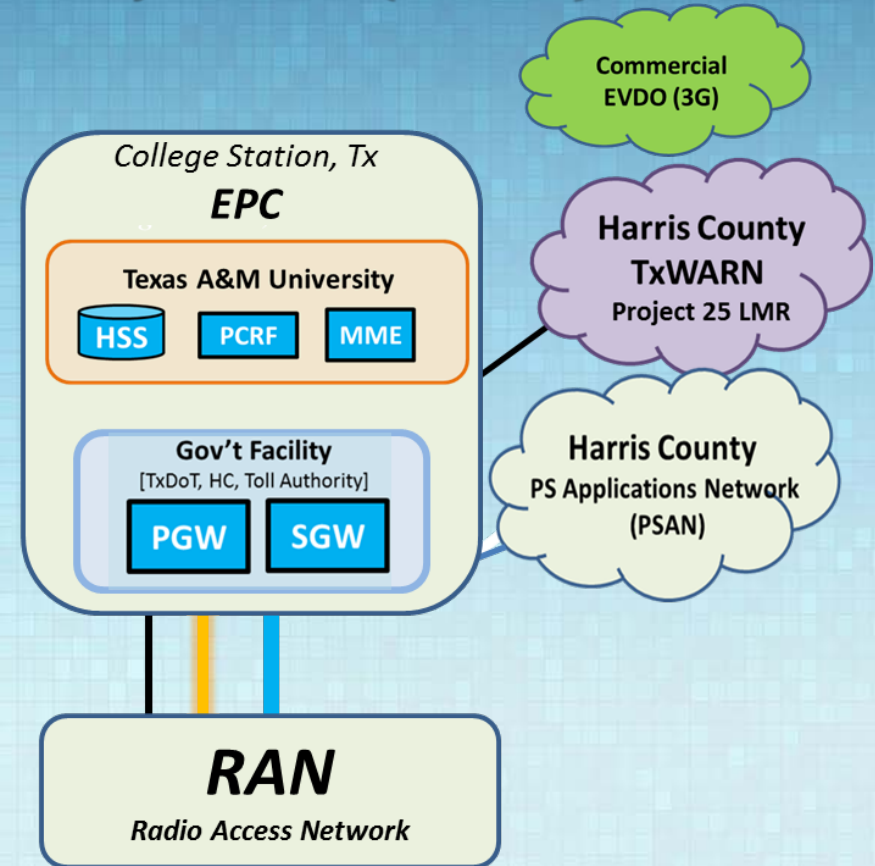 Commercial
EVDO (3G)
College Station, Tx
EPC
Harris County
TxWARN
Project 25 LMR
Texas A&M University
HSS
PCRF
MME
Gov't Facility
[TxDoT, HC, Toll Authority]
PGW
SGW
Harris County
PS Applications Network
(PSAN)
RAN
Radio Access Network